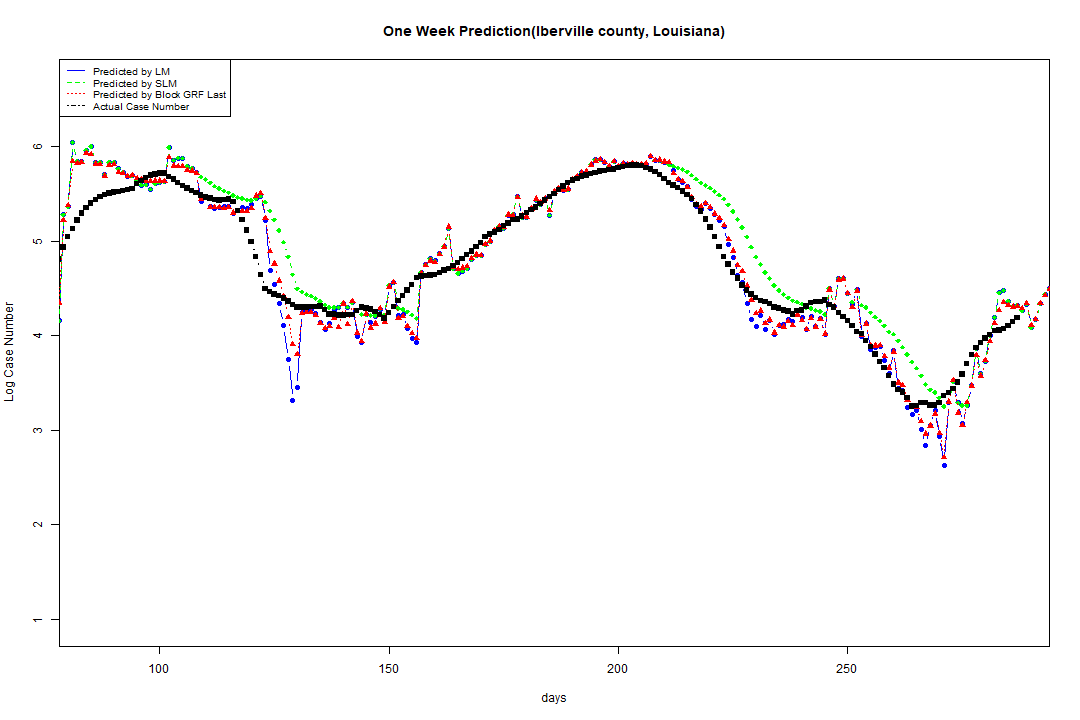 One Week Prediction(Iberville county, Louisiana)
Predicted by LM
Predicted by SLM
Predicted by Block GRF Last
Actual Case Number
6
5
4
3
2
1
Log Case Number
100 150 200 250
days